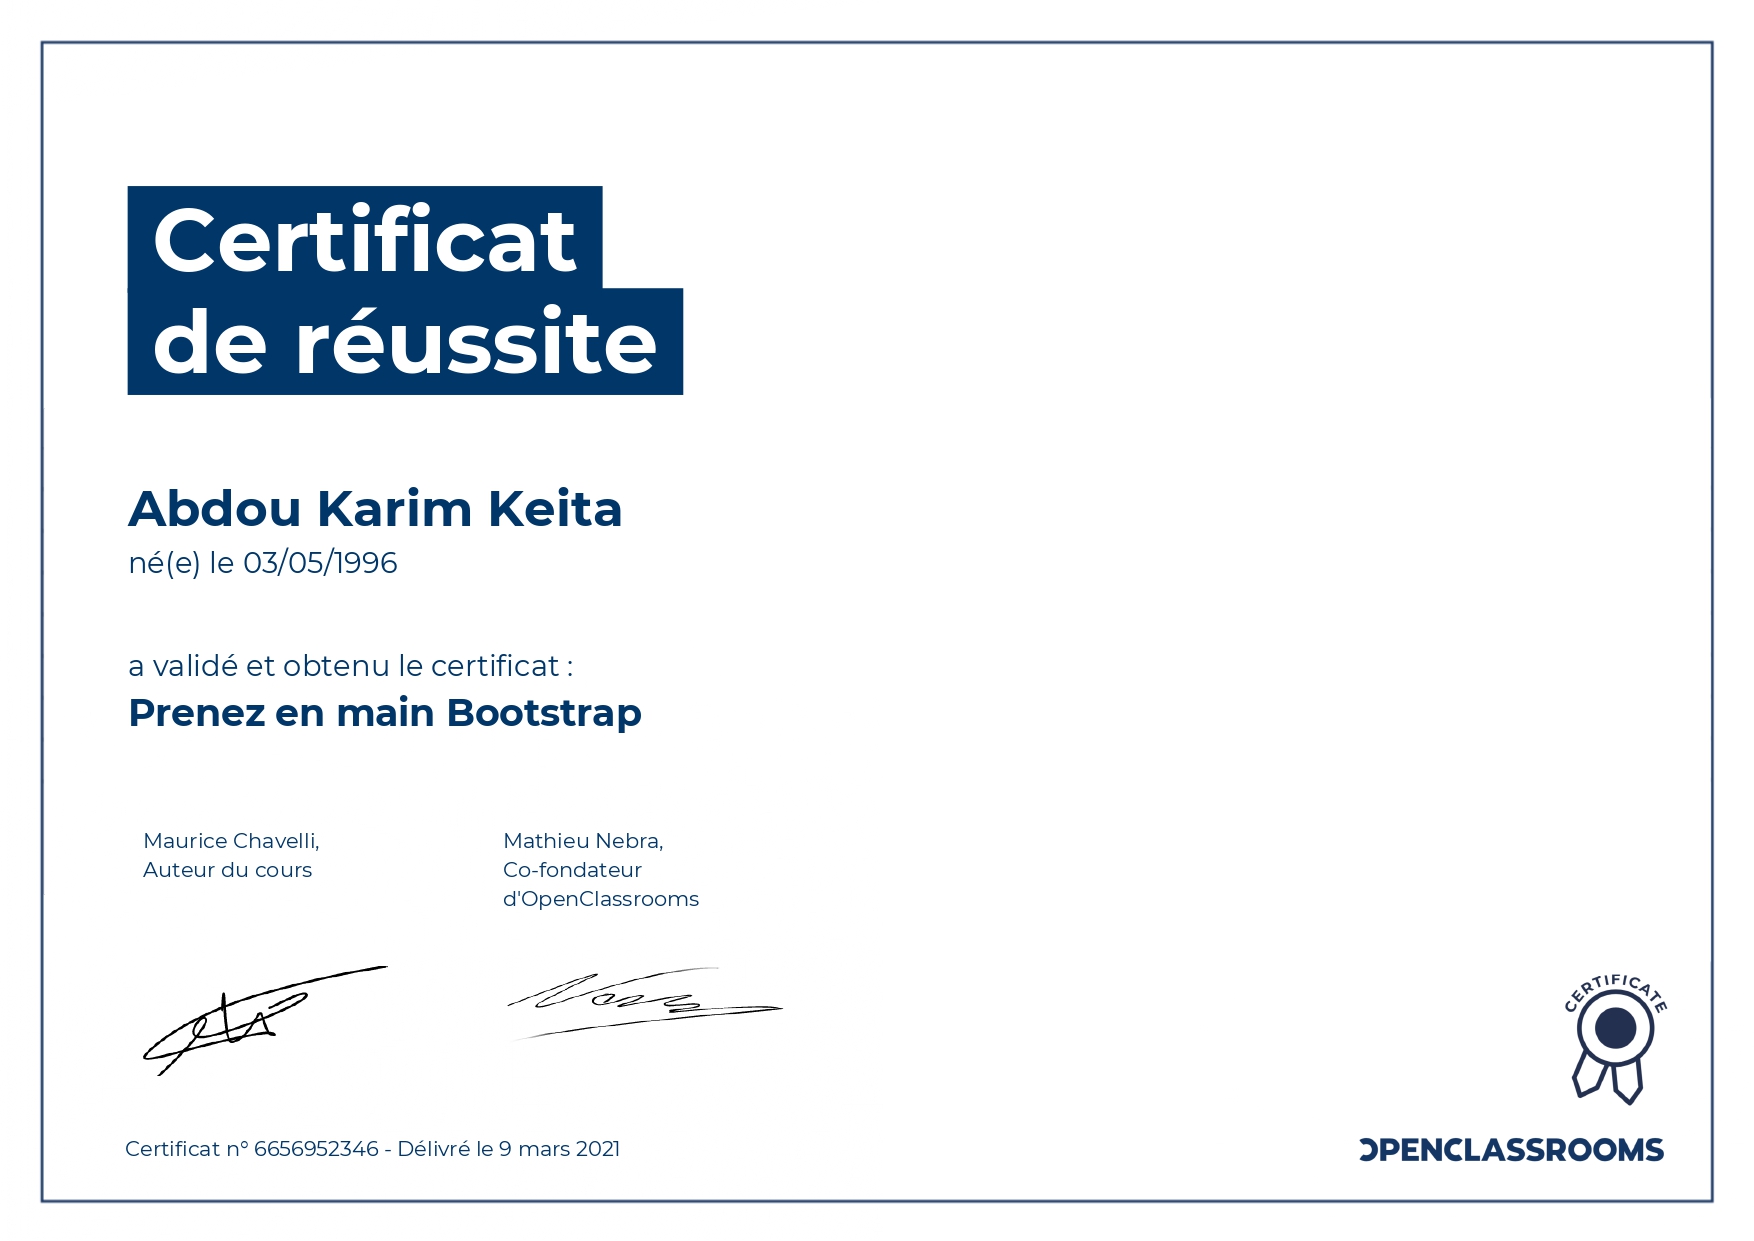 Certificat
de réussite
Abdou Karim Keita
né(e) le 03/05/1996
a validé et obtenu le certificat :
Prenez en main Bootstrap
Maurice Chavelli,
Auteur du cours
Mathieu Nebra,
Co-fondateur
d'OpenClassrooms
CERTIFICATE
Certificat n° 6656952346 - Délivré le 9 mars 2021
OPENCLASSROOMS